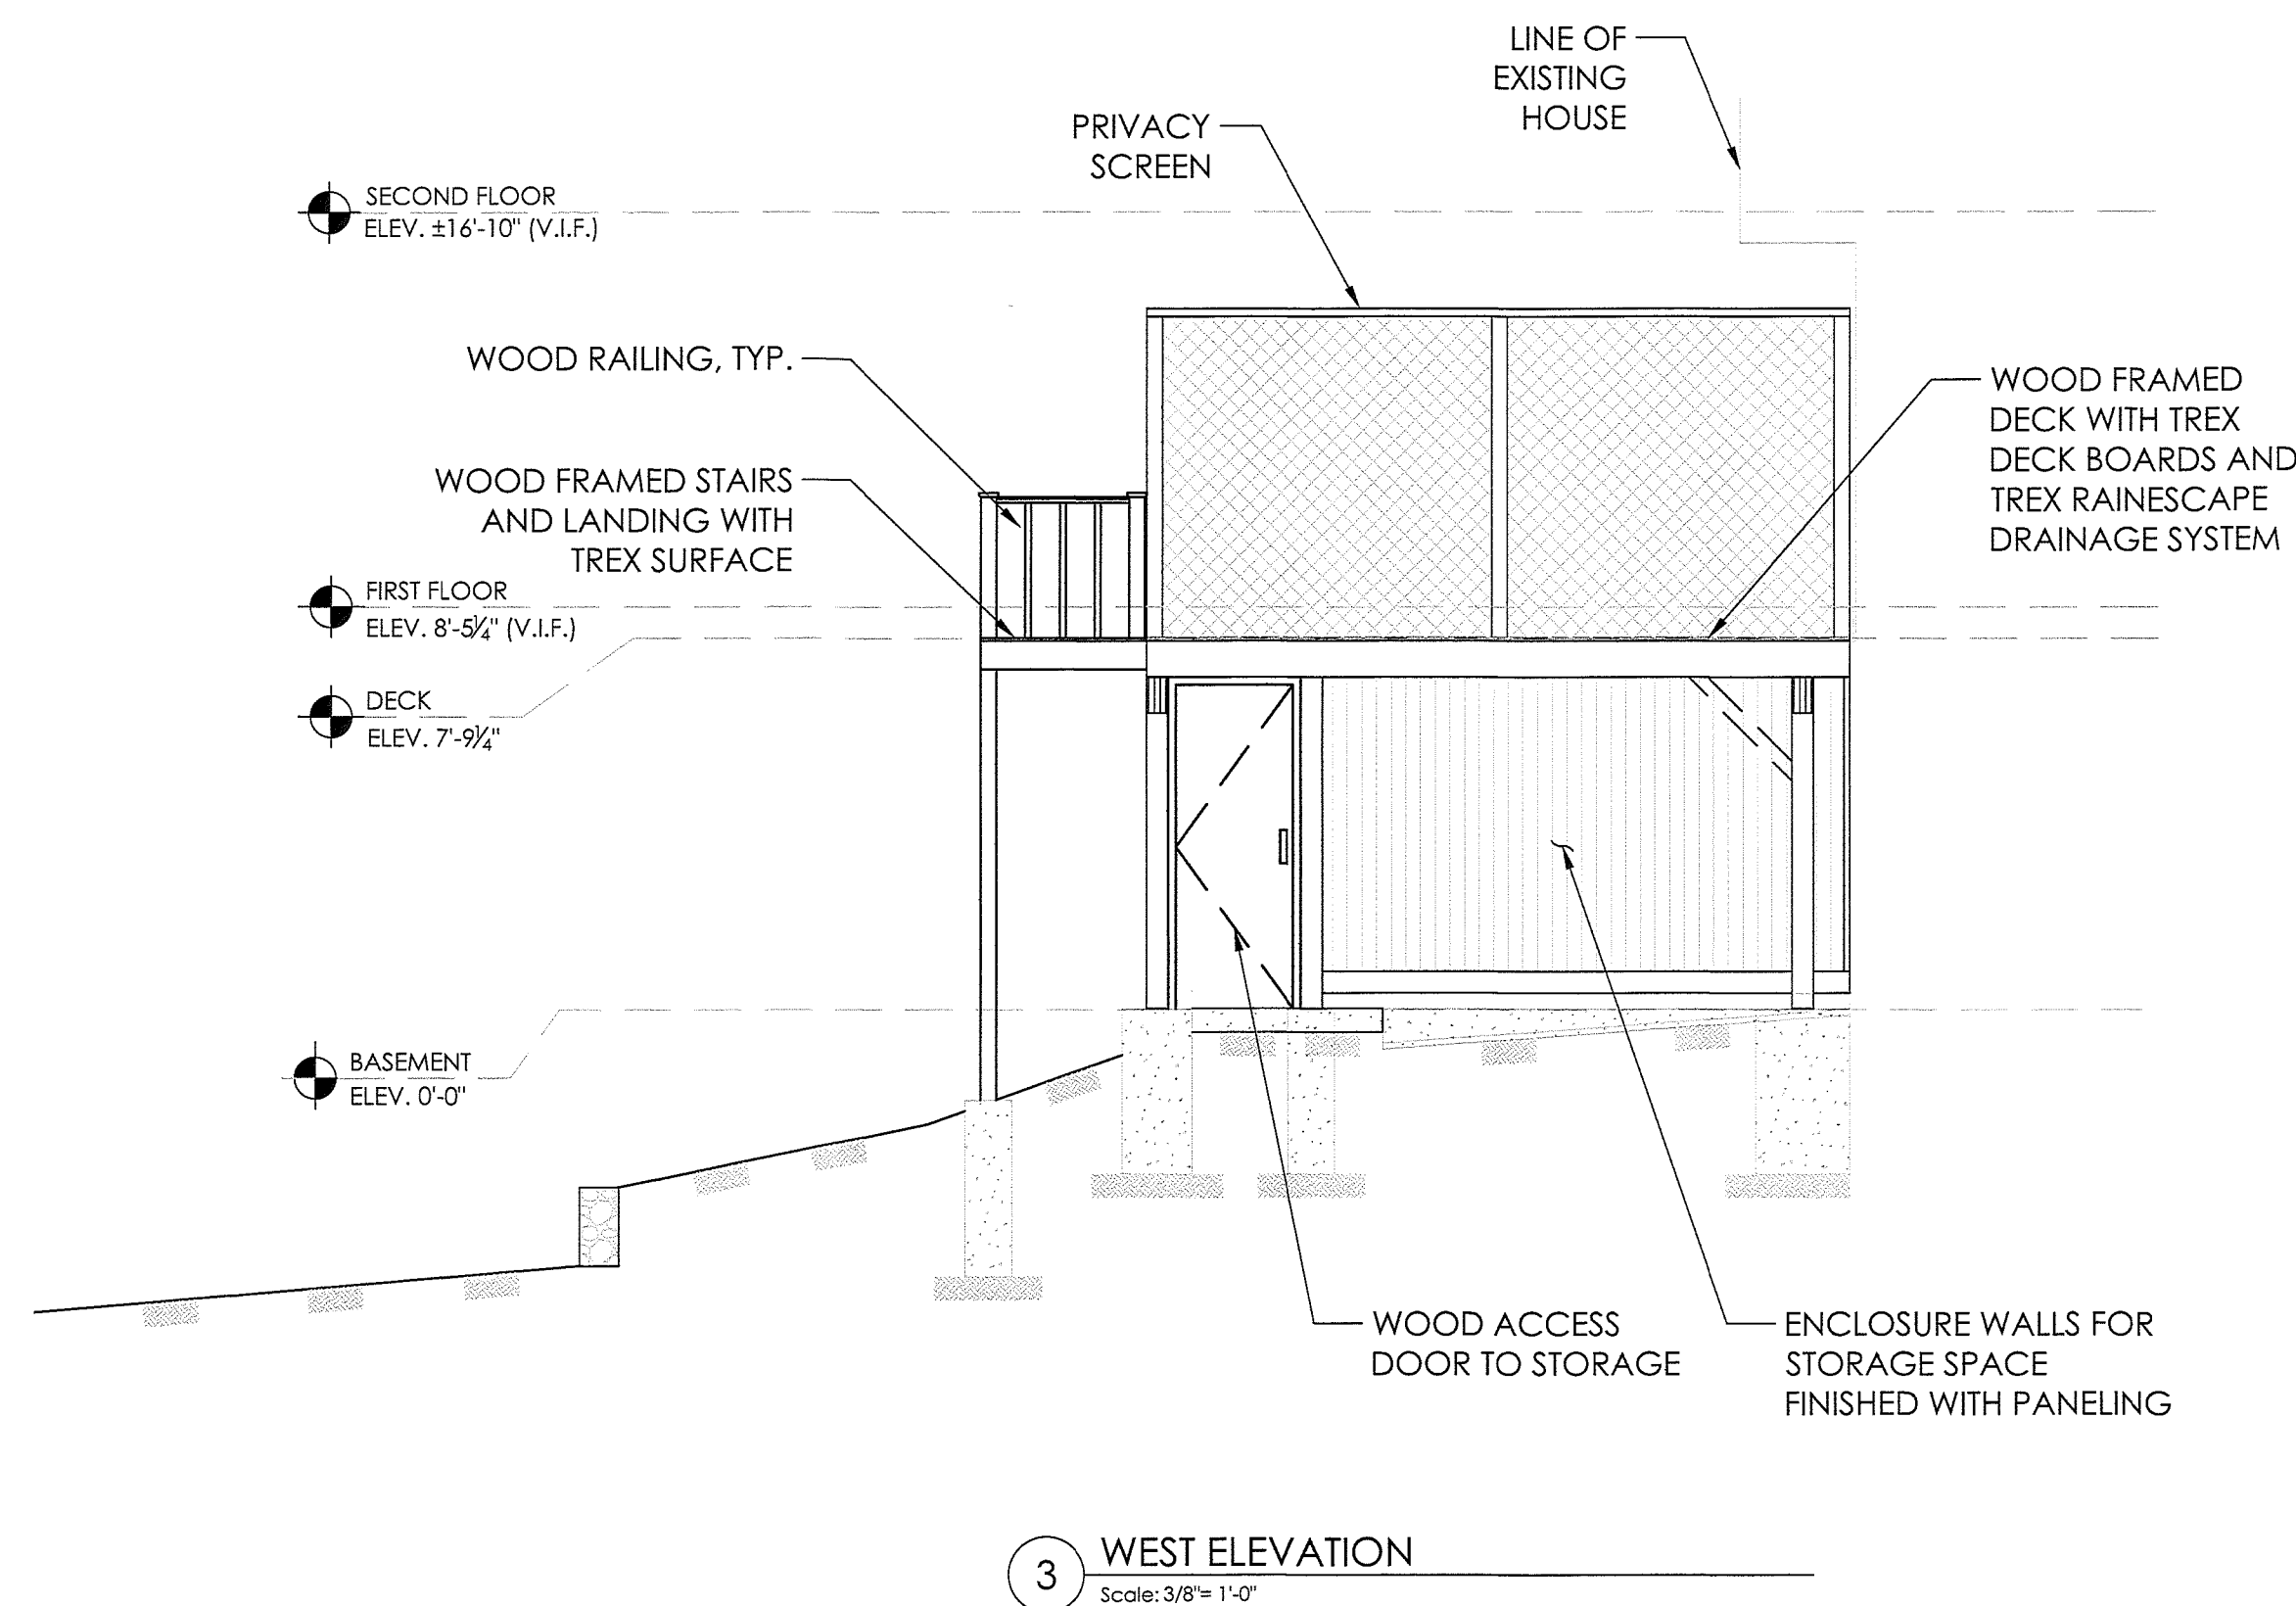 LINE OF
EXISTING
HOUSE
PRIVACY
SCREEN
SECOND FLOOR
ELEV. ±16'-10" (V.I.F.)
WOOD RAILING, TYP.
WOOD FRAMED
DECK WITH TREX
DECK BOARDS AND
TREX RAINESCAPE
DRAINAGE SYSTEM
WOOD FRAMED STAIRS
AND LANDING WITH
TREX SURFACE
FIRST FLOOR
ELEV. 8'-5¼" (V.I.F.)
DECK
ELEV. 7'-9¼"
BASEMENT
ELEV. 0'-0"
WOOD ACCESS
DOOR TO STORAGE
ENCLOSURE WALLS FOR
STORAGE SPACE
FINISHED WITH PANELING
3
WEST ELEVATION
Scale: 3/8"= 1'-0"